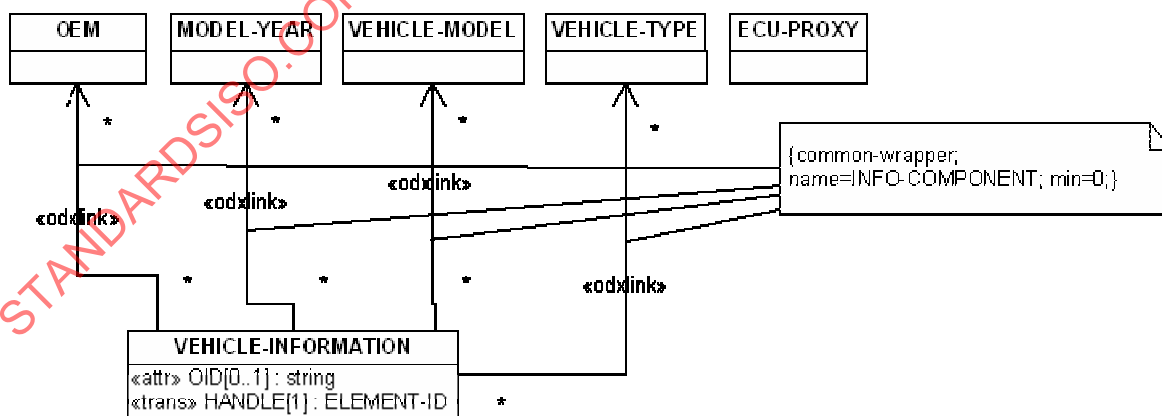 OEM
MODEL-YEAR
VEHICLE-MODEL
VEHICLE-TYPE
ECU-PROXY
*
*
*
*
{common-wrapper;
name=INFO-COMPONENT; min=0;}
«odxlink»
«odxlink»
«odxlink»
*
*
*
«odxlink»
VEHICLE-INFORMATION
«attr» OID[0..1] : string
«trans» HANDLE[1] : ELEMENT-ID
*
STANDARDSISO.COM